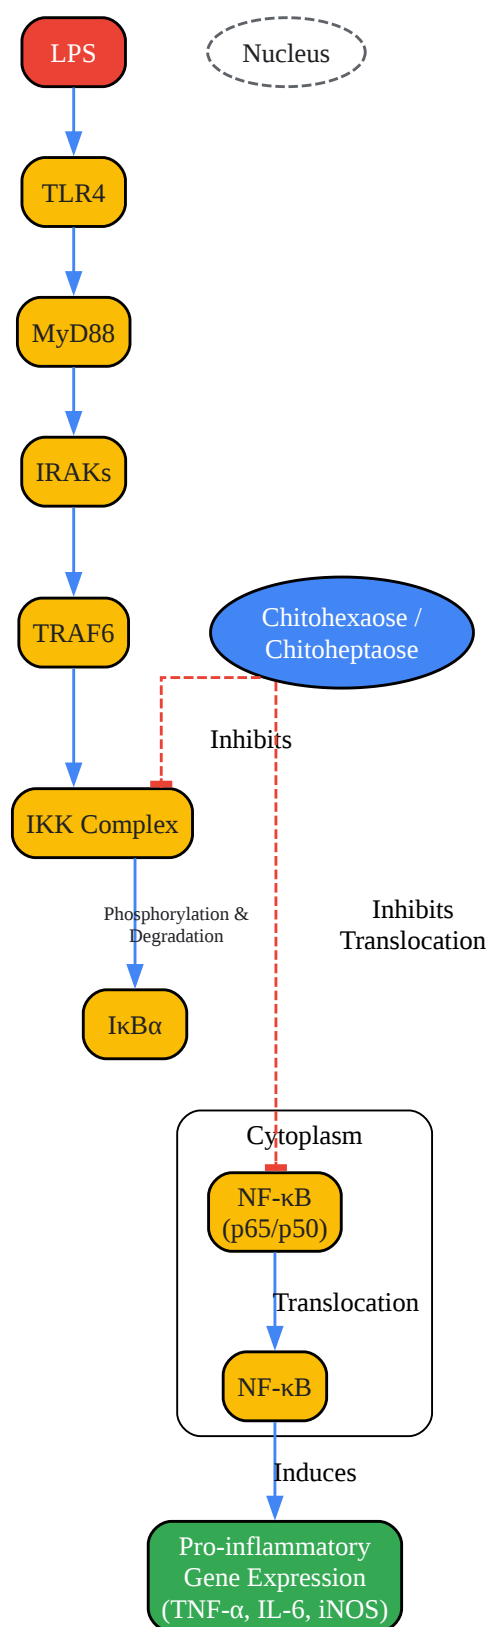 LPS
Nucleus
TLR4
MyD88
IRAKs
TRAF6
Chitohexaose /
Chitoheptaose
Inhibits
IKK Complex
Phosphorylation &
Degradation
Inhibits
Translocation
IκBα
Cytoplasm
NF-κB
(p65/p50)
Translocation
NF-κB
Induces
Pro-inflammatory
Gene Expression
(TNF-α, IL-6, iNOS)